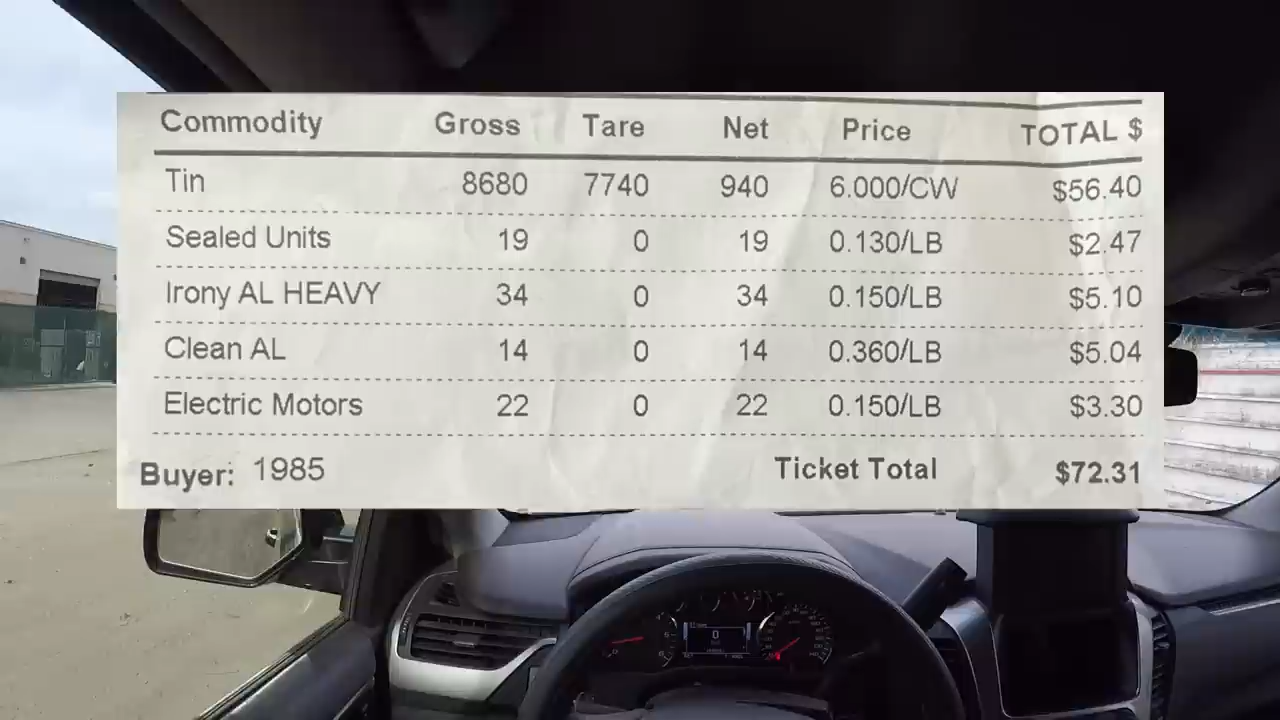 Commodity Gross Tare Net Price TOTAL $
Tin 8680 7740 940 6.000/CW $56.40
Sealed Units 19 0 19 0.130/LB $2.47
Irony AL HEAVY 34 0 34 0.150/LB $5.10
Clean AL 14 0 14 0.360/LB $5.04
Electric Motors 22 0 22 0.150/LB $3.30
Buyer: 1985 Ticket Total $72.31
0